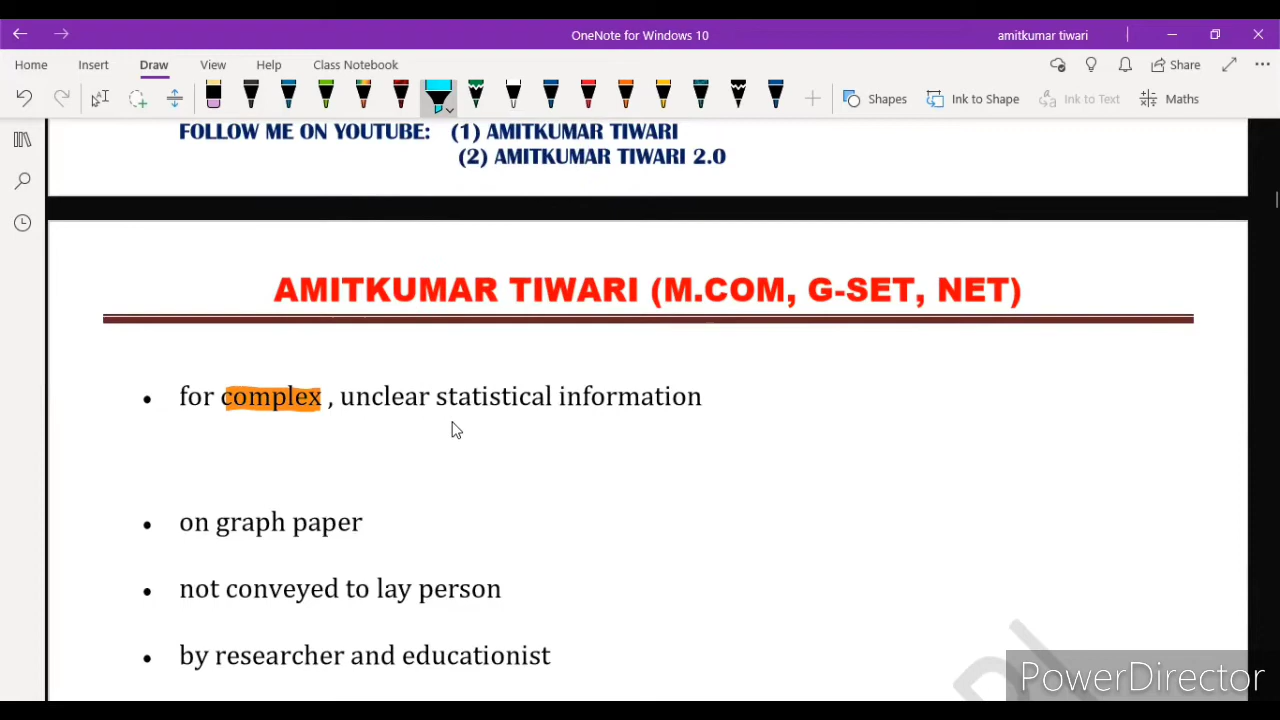 OneNote for Windows 10
amitkumar tiwari
Home
Insert
Draw
View
Help
Class Notebook
Share
Shapes
Ink to Shape
Ink to Text
Maths
FOLLOW ME ON YOUTUBE: (1) AMITKUMAR TIWARI
(2) AMITKUMAR TIWARI 2.0
AMITKUMAR TIWARI (M.COM, G-SET, NET)
• for complex , unclear statistical information
• on graph paper
• not conveyed to lay person
• by researcher and educationist
PowerDirector